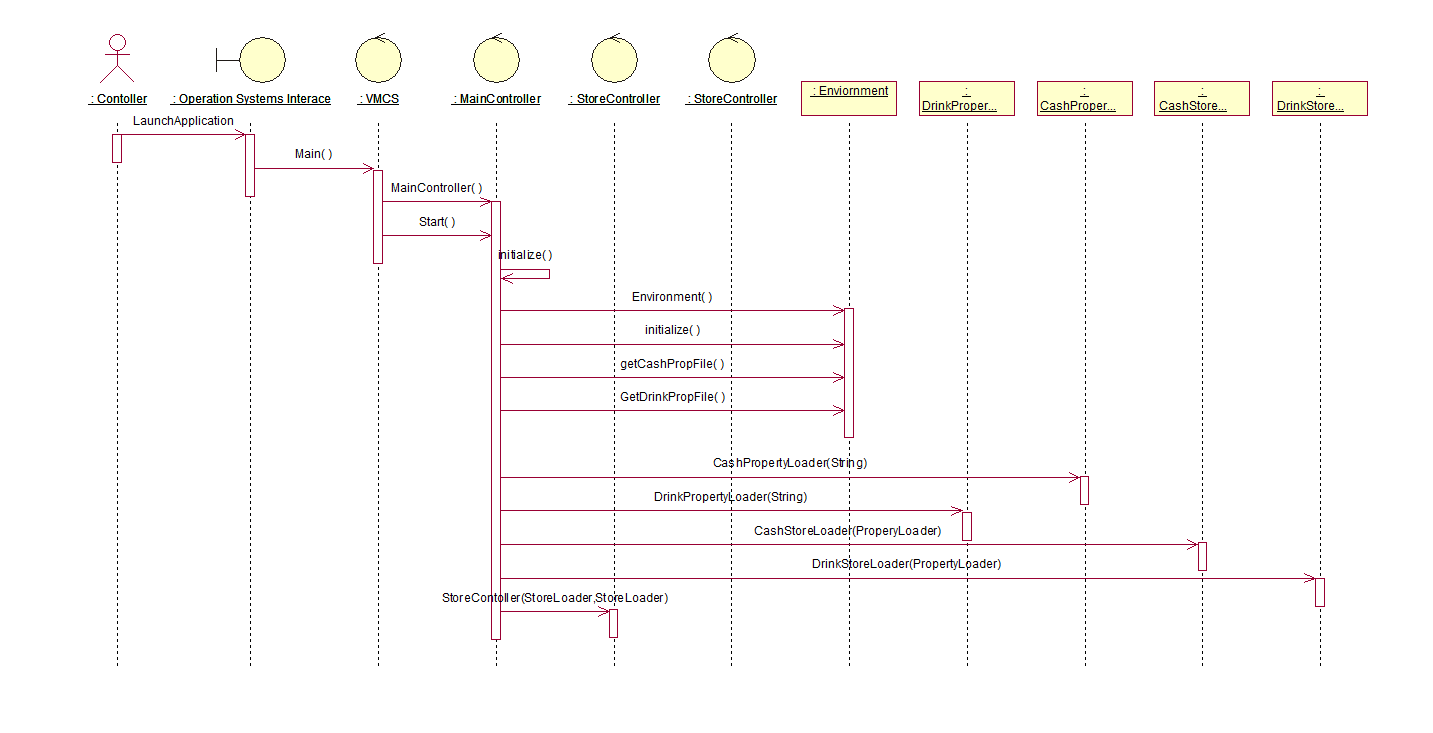 : Contoller
: Operation Systems Interace
: VMCS
: MainController
: StoreController
: StoreController
: Enviornment
:
DrinkProper...
:
CashProper...
:
CashStore...
:
DrinkStore...
LaunchApplication
Main( )
MainController( )
Start( )
initialize( )
Environment( )
initialize( )
getCashPropFile( )
GetDrinkPropFile( )
CashPropertyLoader(String)
DrinkPropertyLoader(String)
CashStoreLoader(ProperyLoader)
DrinkStoreLoader(PropertyLoader)
StoreContoller(StoreLoader,StoreLoader)